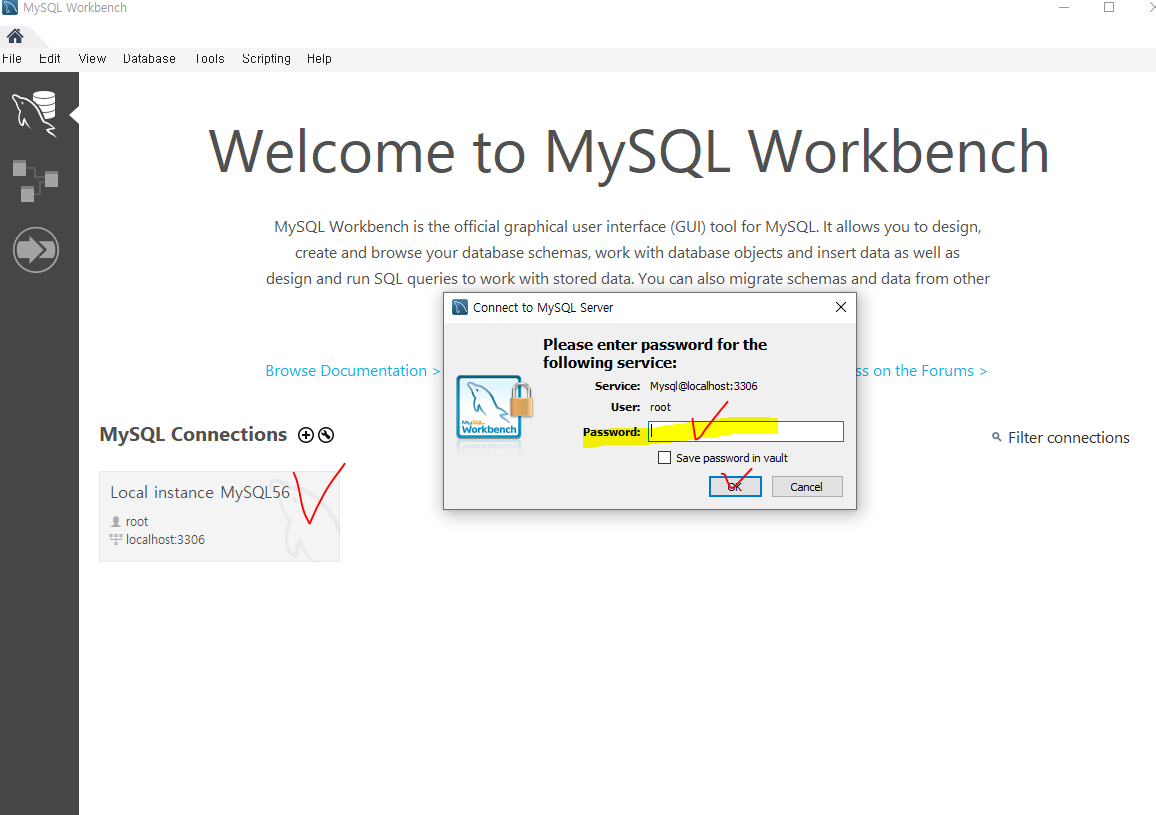 MySQL Workbench
File Edit View Database Tools Scripting Help
Welcome to MySQL Workbench
MySQL Workbench is the official graphical user interface (GUI) tool for MySQL. It allows you to design,
create and browse your database schemas, work with database objects and insert data as well as
design and run SQL queries to work with stored data. You can also migrate schemas and data from other
Browse Documentation >
on the Forums >
Connect to MySQL Server
Please enter password for the
following service:
Service: Mysql@localhost:3306
User: root
Password:
Save password in vault
OK Cancel
MySQL
Workbench
MySQL Connections
Filter connections
Local instance MySQL56
root
localhost:3306